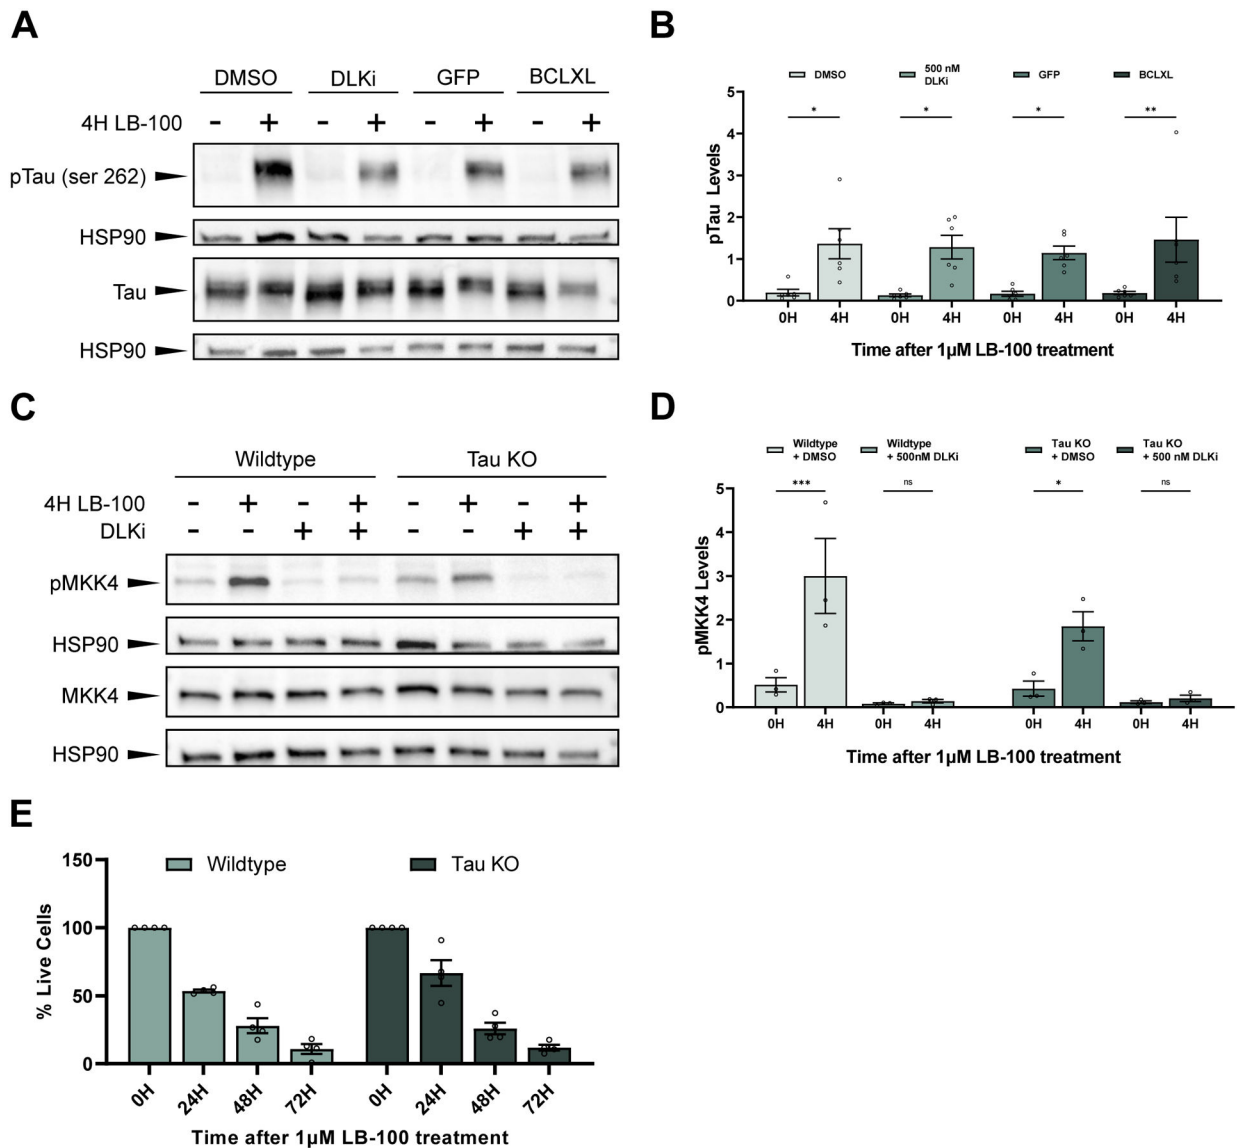 A
DMSO DLKi GFP BCLXL
4H LB-100 - + - + - + - +
pTau (ser 262)
HSP90
Tau
HSP90
B
DMSO
500 nM
DLKi
GFP
BCLXL
* * * **
pTau Levels
5
4
3
2
1
0
0H 4H 0H 4H 0H 4H 0H 4H
Time after 1µM LB-100 treatment
C
Wildtype Tau KO
4H LB-100 - + - + - + - +
DLKi - - + + - - + +
pMKK4
HSP90
MKK4
HSP90
D
Wildtype
+ DMSO
Wildtype
+ 500nM DLKi
Tau KO
+ DMSO
Tau KO
+ 500 nM DLKi
*** ns * ns
pMKK4 Levels
5
4
3
2
1
0
0H 4H 0H 4H 0H 4H 0H 4H
Time after 1µM LB-100 treatment
E
Wildtype Tau KO
% Live Cells
150
100
50
0
0H 24H 48H 72H 0H 24H 48H 72H
Time after 1µM LB-100 treatment